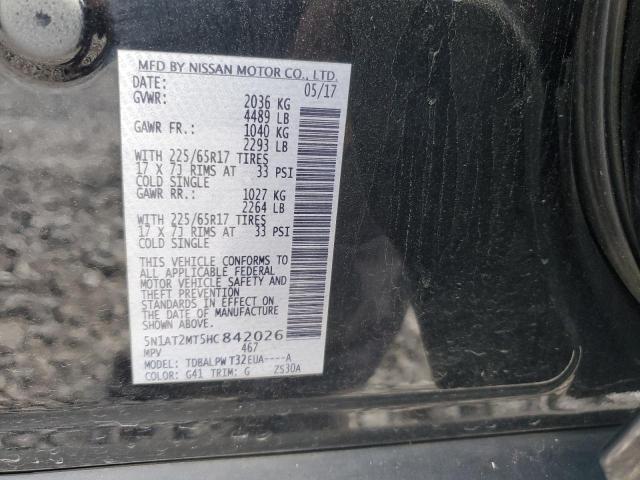 MFD BY NISSAN MOTOR CO., LTD.
DATE: 05/17
GVWR: 2036 KG
4489 LB
GAWR FR.: 1040 KG
2293 LB
WITH 225/65R17 TIRES
17 X 7J RIMS AT 33 PSI
COLD SINGLE
GAWR RR.: 1027 KG
2264 LB
WITH 225/65R17 TIRES
17 X 7J RIMS AT 33 PSI
COLD SINGLE
THIS VEHICLE CONFORMS TO
ALL APPLICABLE FEDERAL
MOTOR VEHICLE SAFETY AND
THEFT PREVENTION
STANDARDS IN EFFECT ON
THE DATE OF MANUFACTURE
SHOWN ABOVE.
5N1AT2MT5HC842026
MPV 467
MODEL: TDBALPW T32EUA----A
COLOR: G41 TRIM: G ZS30A